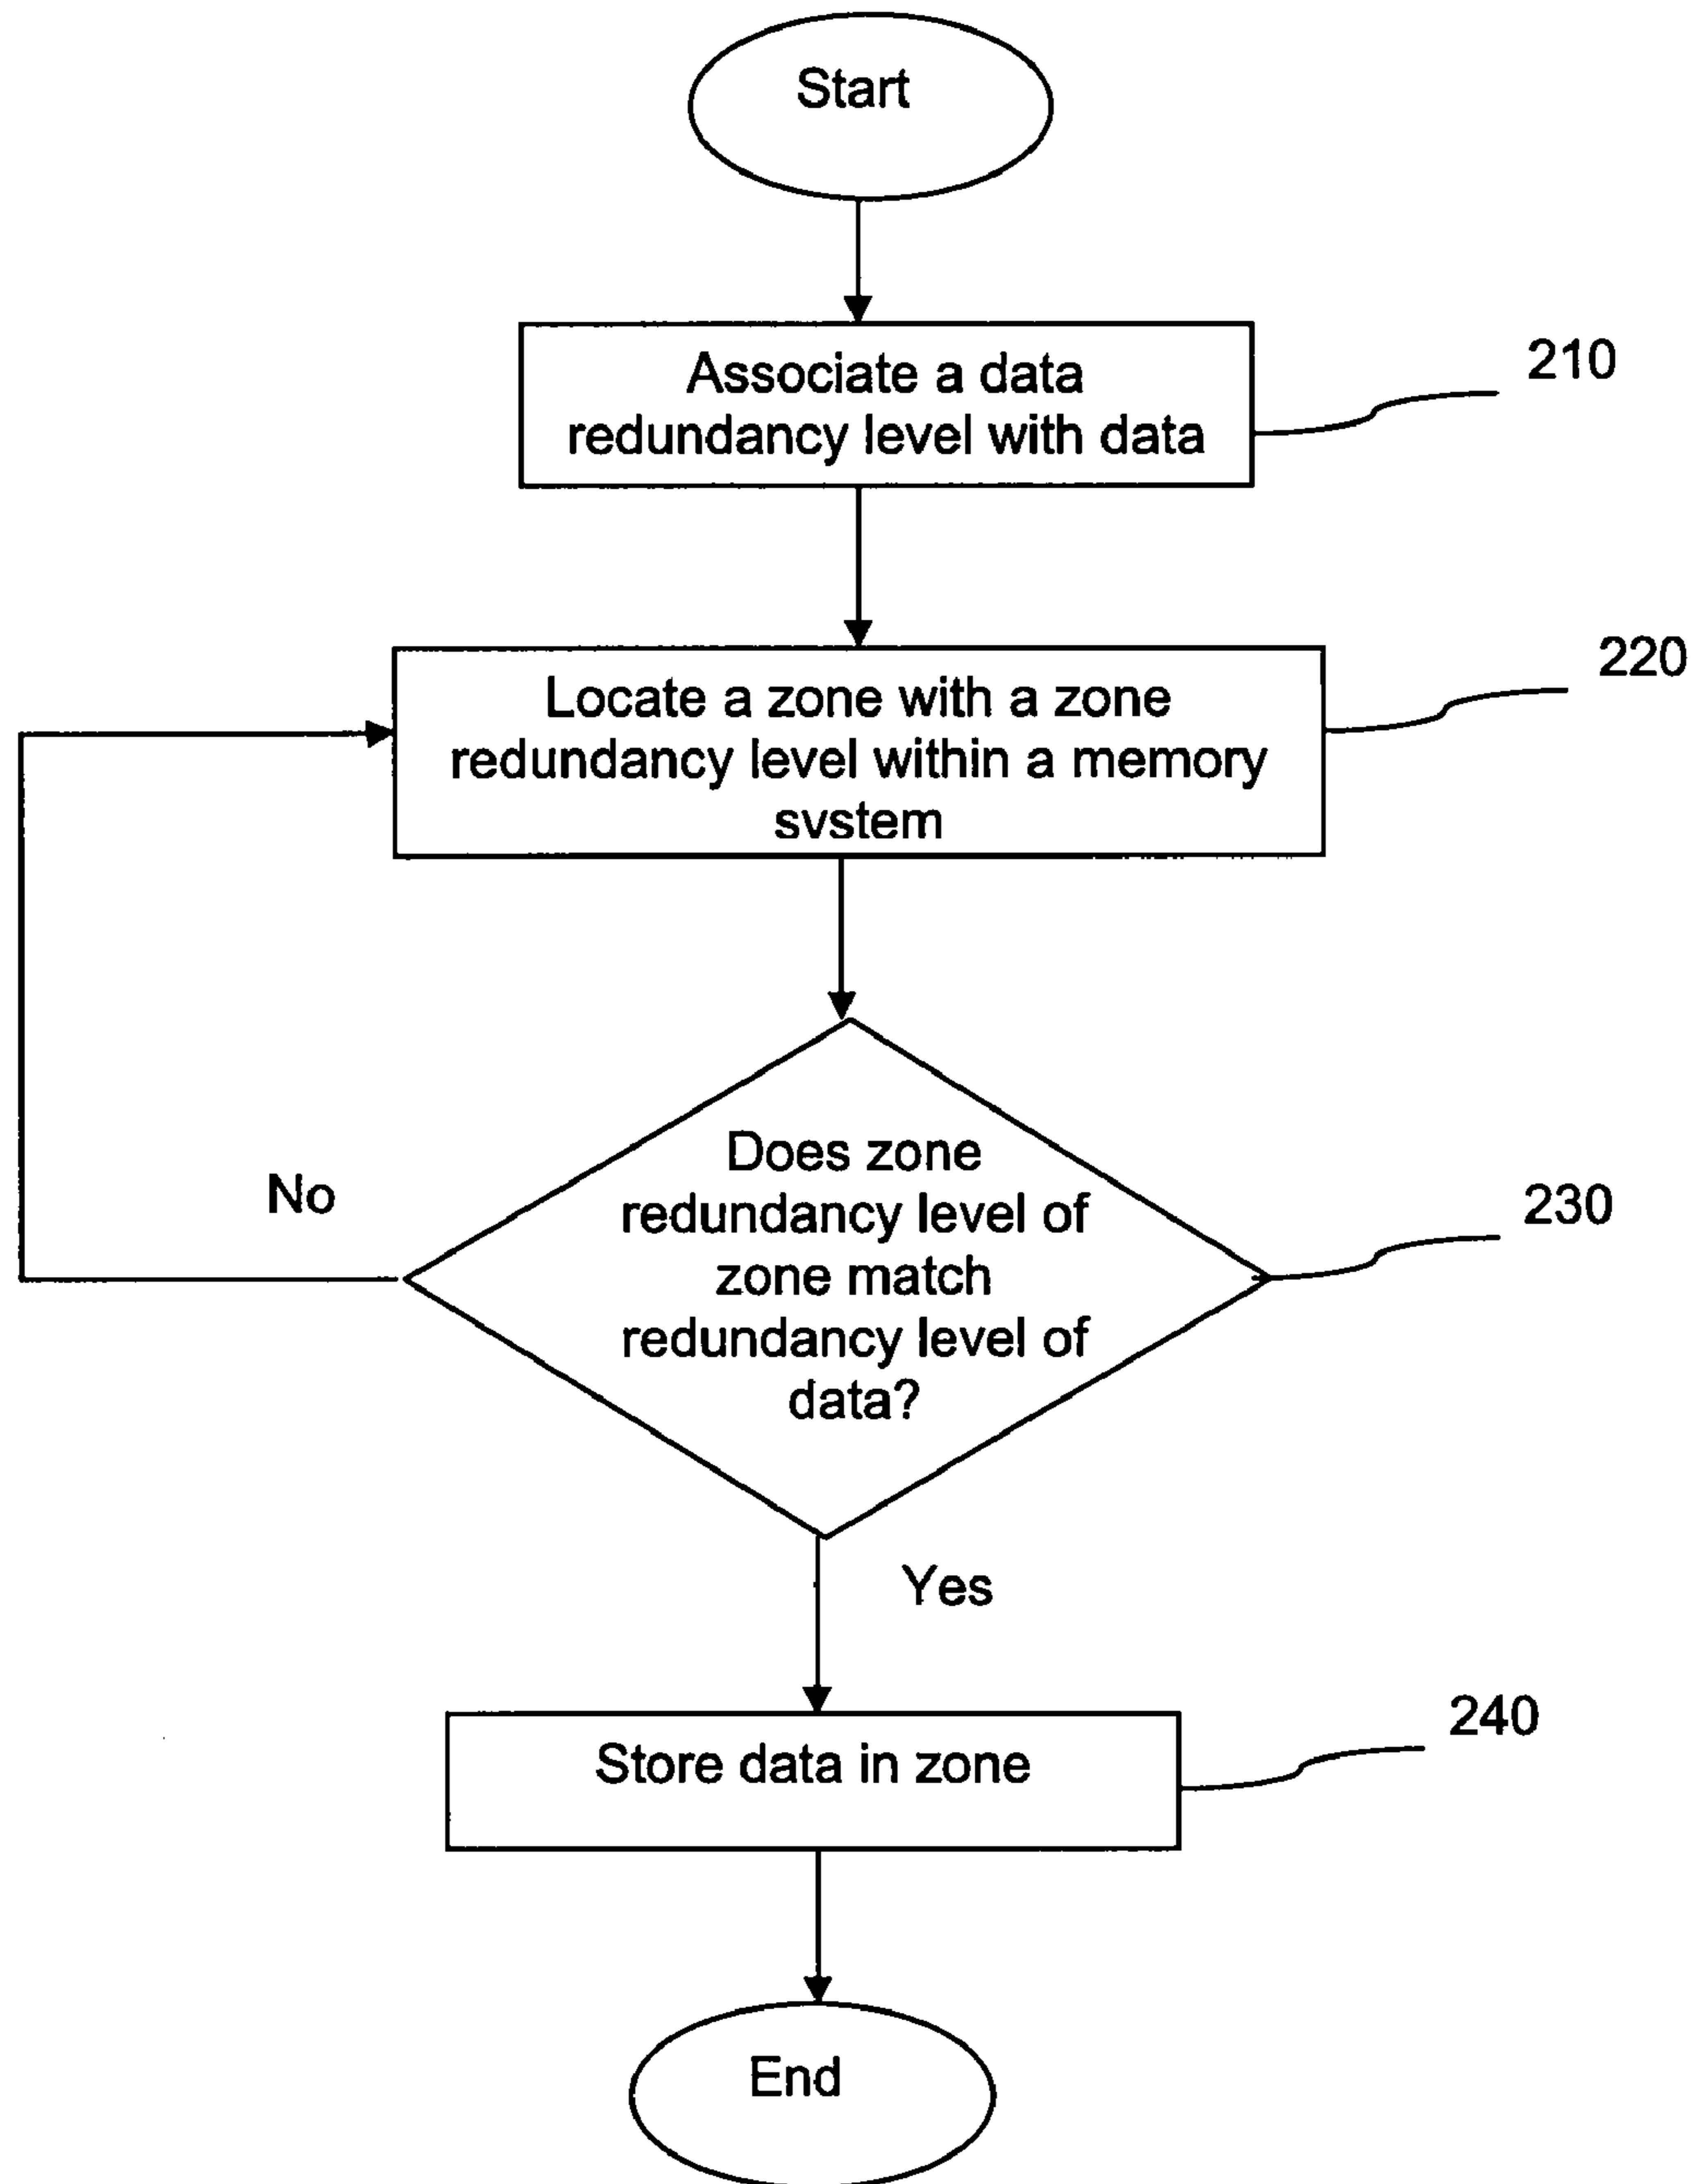 Start
Associate a data
redundancy level with data
210
Locate a zone with a zone
redundancy level within a memory
system
220
Does zone
redundancy level of
zone match
redundancy level of
data?
230
No
Yes
Store data in zone
240
End